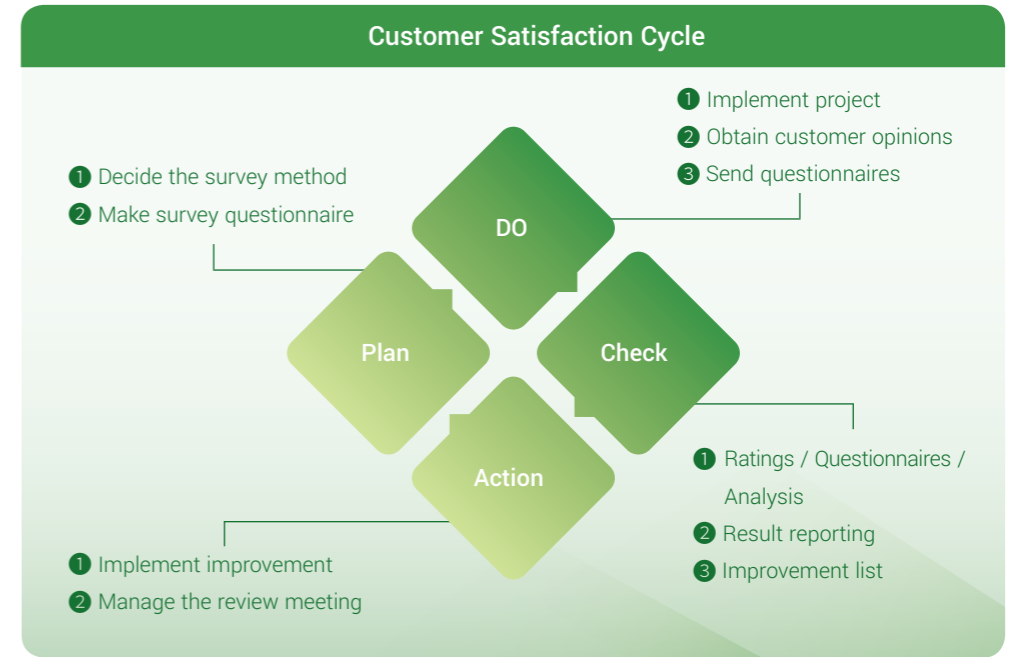 Customer Satisfaction Cycle
1 Implement project
2 Obtain customer opinions
3 Send questionnaires
1 Decide the survey method
2 Make survey questionnaire
DO
Plan
Check
Action
1 Ratings / Questionnaires /
Analysis
2 Result reporting
3 Improvement list
1 Implement improvement
2 Manage the review meeting